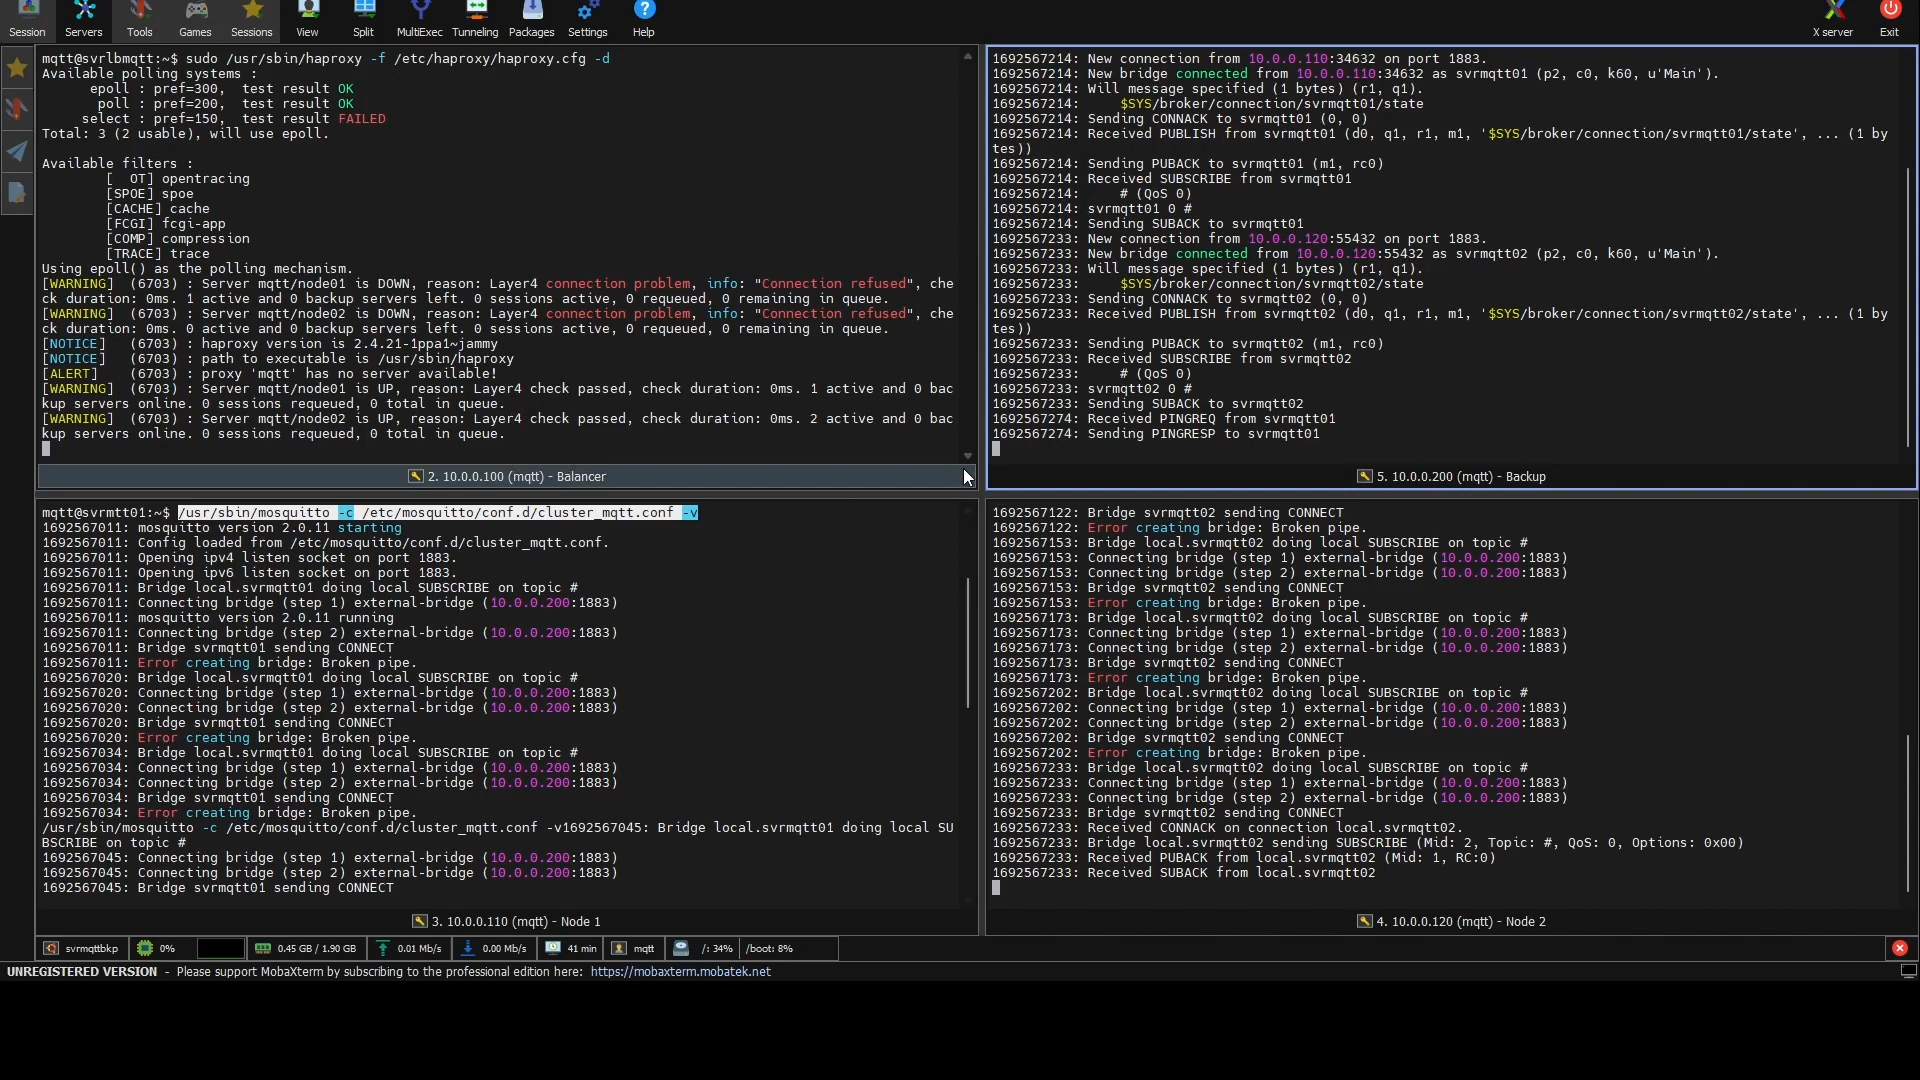 Session Servers Tools Games Sessions View Split MultiExec Tunneling Packages Settings Help X server Exit
mqtt@svrlbmqtt:~$ sudo /usr/sbin/haproxy -f /etc/haproxy/haproxy.cfg -d
Available polling systems :
epoll : pref=300,  test result OK
poll : pref=200,  test result OK
select : pref=150,  test result FAILED
Total: 3 (2 usable), will use epoll.
Available filters :
[  OT] opentracing
[SPOE] spoe
[CACHE] cache
[FCGI] fcgi-app
[COMP] compression
[TRACE] trace
Using epoll() as the polling mechanism.
[WARNING]  (6703) : Server mqtt/node01 is DOWN, reason: Layer4 connection problem, info: "Connection refused", che
ck duration: 0ms. 1 active and 0 backup servers left. 0 sessions active, 0 requeued, 0 remaining in queue.
[WARNING]  (6703) : Server mqtt/node02 is DOWN, reason: Layer4 connection problem, info: "Connection refused", che
ck duration: 0ms. 0 active and 0 backup servers left. 0 sessions active, 0 requeued, 0 remaining in queue.
[NOTICE]   (6703) : haproxy version is 2.4.21-1ppa1~jammy
[NOTICE]   (6703) : path to executable is /usr/sbin/haproxy
[ALERT]    (6703) : proxy 'mqtt' has no server available!
[WARNING]  (6703) : Server mqtt/node01 is UP, reason: Layer4 check passed, check duration: 0ms. 1 active and 0 bac
kup servers online. 0 sessions requeued, 0 total in queue.
[WARNING]  (6703) : Server mqtt/node02 is UP, reason: Layer4 check passed, check duration: 0ms. 2 active and 0 bac
kup servers online. 0 sessions requeued, 0 total in queue.
2. 10.0.0.100 (mqtt) - Balancer
1692567214: New connection from 10.0.0.110:34632 on port 1883.
1692567214: New bridge connected from 10.0.0.110:34632 as svrmqtt01 (p2, c0, k60, u'Main').
1692567214: Will message specified (1 bytes) (r1, q1).
1692567214:     $SYS/broker/connection/svrmqtt01/state
1692567214: Sending CONNACK to svrmqtt01 (0, 0)
1692567214: Received PUBLISH from svrmqtt01 (d0, q1, r1, m1, '$SYS/broker/connection/svrmqtt01/state', ... (1 by
tes))
1692567214: Sending PUBACK to svrmqtt01 (m1, rc0)
1692567214: Received SUBSCRIBE from svrmqtt01
1692567214:     # (QoS 0)
1692567214: svrmqtt01 0 #
1692567214: Sending SUBACK to svrmqtt01
1692567233: New connection from 10.0.0.120:55432 on port 1883.
1692567233: New bridge connected from 10.0.0.120:55432 as svrmqtt02 (p2, c0, k60, u'Main').
1692567233: Will message specified (1 bytes) (r1, q1).
1692567233:     $SYS/broker/connection/svrmqtt02/state
1692567233: Sending CONNACK to svrmqtt02 (0, 0)
1692567233: Received PUBLISH from svrmqtt02 (d0, q1, r1, m1, '$SYS/broker/connection/svrmqtt02/state', ... (1 by
tes))
1692567233: Sending PUBACK to svrmqtt02 (m1, rc0)
1692567233: Received SUBSCRIBE from svrmqtt02
1692567233:     # (QoS 0)
1692567233: svrmqtt02 0 #
1692567233: Sending SUBACK to svrmqtt02
1692567274: Received PINGREQ from svrmqtt01
1692567274: Sending PINGRESP to svrmqtt01
5. 10.0.0.200 (mqtt) - Backup
mqtt@svrmtt01:~$ /usr/sbin/mosquitto -c /etc/mosquitto/conf.d/cluster_mqtt.conf -v
1692567011: mosquitto version 2.0.11 starting
1692567011: Config loaded from /etc/mosquitto/conf.d/cluster_mqtt.conf.
1692567011: Opening ipv4 listen socket on port 1883.
1692567011: Opening ipv6 listen socket on port 1883.
1692567011: Bridge local.svrmqtt01 doing local SUBSCRIBE on topic #
1692567011: Connecting bridge (step 1) external-bridge (10.0.0.200:1883)
1692567011: mosquitto version 2.0.11 running
1692567011: Connecting bridge (step 2) external-bridge (10.0.0.200:1883)
1692567011: Bridge svrmqtt01 sending CONNECT
1692567011: Error creating bridge: Broken pipe.
1692567020: Bridge local.svrmqtt01 doing local SUBSCRIBE on topic #
1692567020: Connecting bridge (step 1) external-bridge (10.0.0.200:1883)
1692567020: Connecting bridge (step 2) external-bridge (10.0.0.200:1883)
1692567020: Bridge svrmqtt01 sending CONNECT
1692567020: Error creating bridge: Broken pipe.
1692567034: Bridge local.svrmqtt01 doing local SUBSCRIBE on topic #
1692567034: Connecting bridge (step 1) external-bridge (10.0.0.200:1883)
1692567034: Connecting bridge (step 2) external-bridge (10.0.0.200:1883)
1692567034: Bridge svrmqtt01 sending CONNECT
1692567034: Error creating bridge: Broken pipe.
/usr/sbin/mosquitto -c /etc/mosquitto/conf.d/cluster_mqtt.conf -v1692567045: Bridge local.svrmqtt01 doing local SU
BSCRIBE on topic #
1692567045: Connecting bridge (step 1) external-bridge (10.0.0.200:1883)
1692567045: Connecting bridge (step 2) external-bridge (10.0.0.200:1883)
1692567045: Bridge svrmqtt01 sending CONNECT
3. 10.0.0.110 (mqtt) - Node 1
1692567122: Bridge svrmqtt02 sending CONNECT
1692567122: Error creating bridge: Broken pipe.
1692567153: Bridge local.svrmqtt02 doing local SUBSCRIBE on topic #
1692567153: Connecting bridge (step 1) external-bridge (10.0.0.200:1883)
1692567153: Connecting bridge (step 2) external-bridge (10.0.0.200:1883)
1692567153: Bridge svrmqtt02 sending CONNECT
1692567153: Error creating bridge: Broken pipe.
1692567173: Bridge local.svrmqtt02 doing local SUBSCRIBE on topic #
1692567173: Connecting bridge (step 1) external-bridge (10.0.0.200:1883)
1692567173: Connecting bridge (step 2) external-bridge (10.0.0.200:1883)
1692567173: Bridge svrmqtt02 sending CONNECT
1692567173: Error creating bridge: Broken pipe.
1692567202: Bridge local.svrmqtt02 doing local SUBSCRIBE on topic #
1692567202: Connecting bridge (step 1) external-bridge (10.0.0.200:1883)
1692567202: Connecting bridge (step 2) external-bridge (10.0.0.200:1883)
1692567202: Bridge svrmqtt02 sending CONNECT
1692567202: Error creating bridge: Broken pipe.
1692567233: Bridge local.svrmqtt02 doing local SUBSCRIBE on topic #
1692567233: Connecting bridge (step 1) external-bridge (10.0.0.200:1883)
1692567233: Connecting bridge (step 2) external-bridge (10.0.0.200:1883)
1692567233: Bridge svrmqtt02 sending CONNECT
1692567233: Received CONNACK on connection local.svrmqtt02.
1692567233: Bridge local.svrmqtt02 sending SUBSCRIBE (Mid: 2, Topic: #, QoS: 0, Options: 0x00)
1692567233: Received PUBACK from local.svrmqtt02 (Mid: 1, RC:0)
1692567233: Received SUBACK from local.svrmqtt02
4. 10.0.0.120 (mqtt) - Node 2
svrmqttbkp 0% 0.45 GB / 1.90 GB 0.01 Mb/s 0.00 Mb/s 41 min mqtt /: 34% /boot: 8%
UNREGISTERED VERSION - Please support MobaXterm by subscribing to the professional edition here: https://mobaxterm.mobatek.net